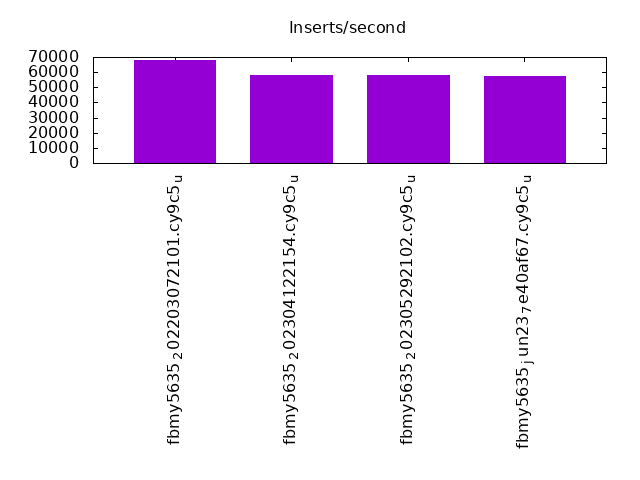 Inserts/second
70000
60000
50000
40000
30000
20000
10000
0
fbmy5635₂02203072101.cy9c5ᵤ
fbmy5635₂02304122154.cy9c5ᵤ
fbmy5635₂02305292102.cy9c5ᵤ
fbmy5635ⱼun23₇e40af67.cy9c5ᵤ